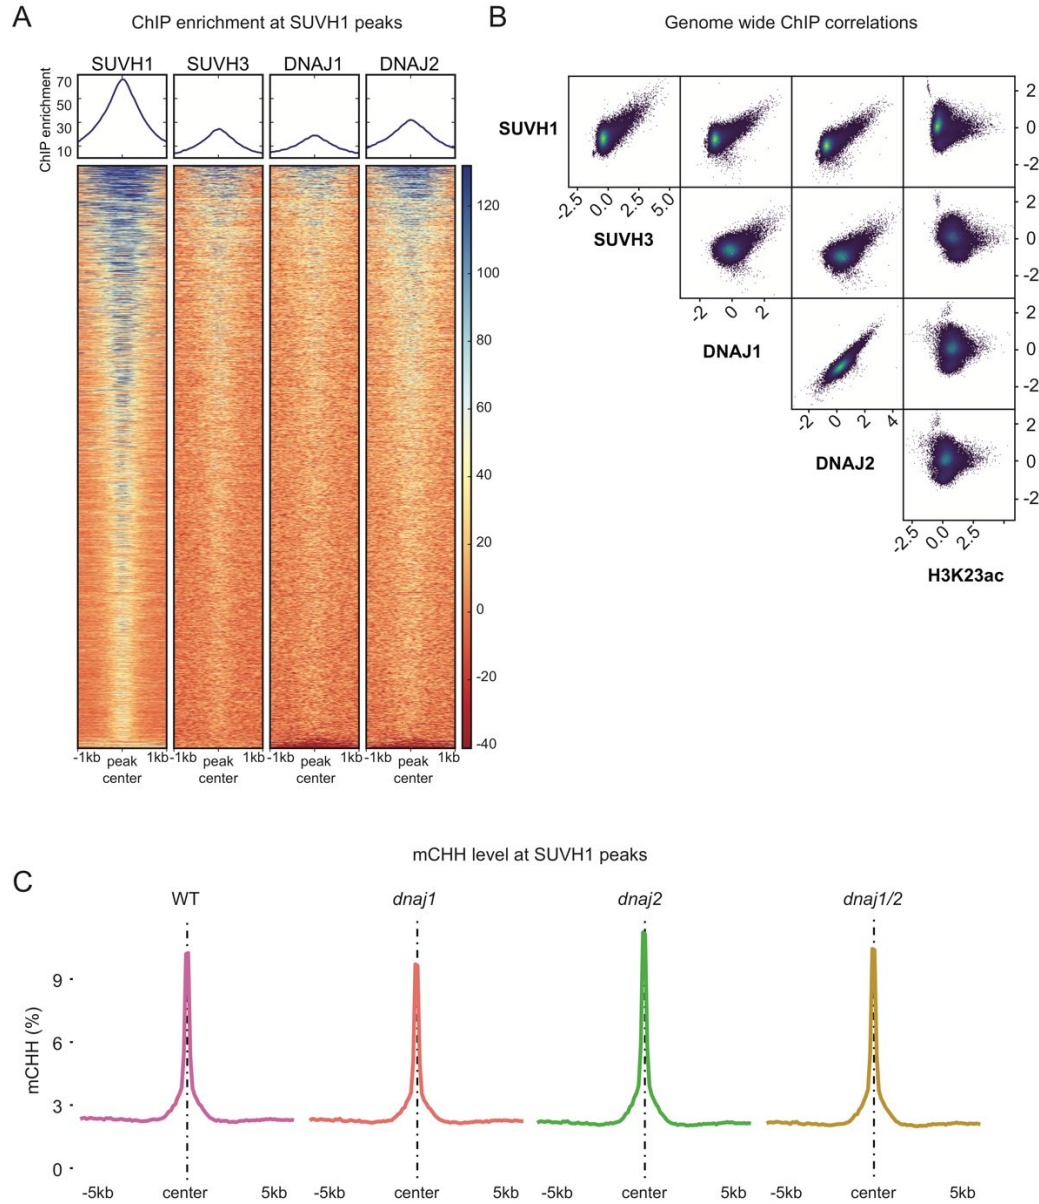 A
ChIP enrichment at SUVH1 peaks
SUVH1 SUVH3 DNAJ1 DNAJ2
ChIP enrichment
70
50
30
10
120
100
80
60
40
20
0
-20
-40
-1kb peak center 1kb -1kb peak center 1kb -1kb peak center 1kb -1kb peak center 1kb
B
Genome wide ChIP correlations
SUVH1
2
0
-2
-2.5 0.0 2.5 5.0
SUVH3
2
0
-2
-2 0 2
DNAJ1
2
0
-2
-2 0 2 4
DNAJ2
2
0
-2
-2.5 0.0 2.5
H3K23ac
mCHH level at SUVH1 peaks
C
WT dnaj1 dnaj2 dnaj1/2
mCHH (%)
9
6
3
0
-5kb center 5kb -5kb center 5kb -5kb center 5kb -5kb center 5kb